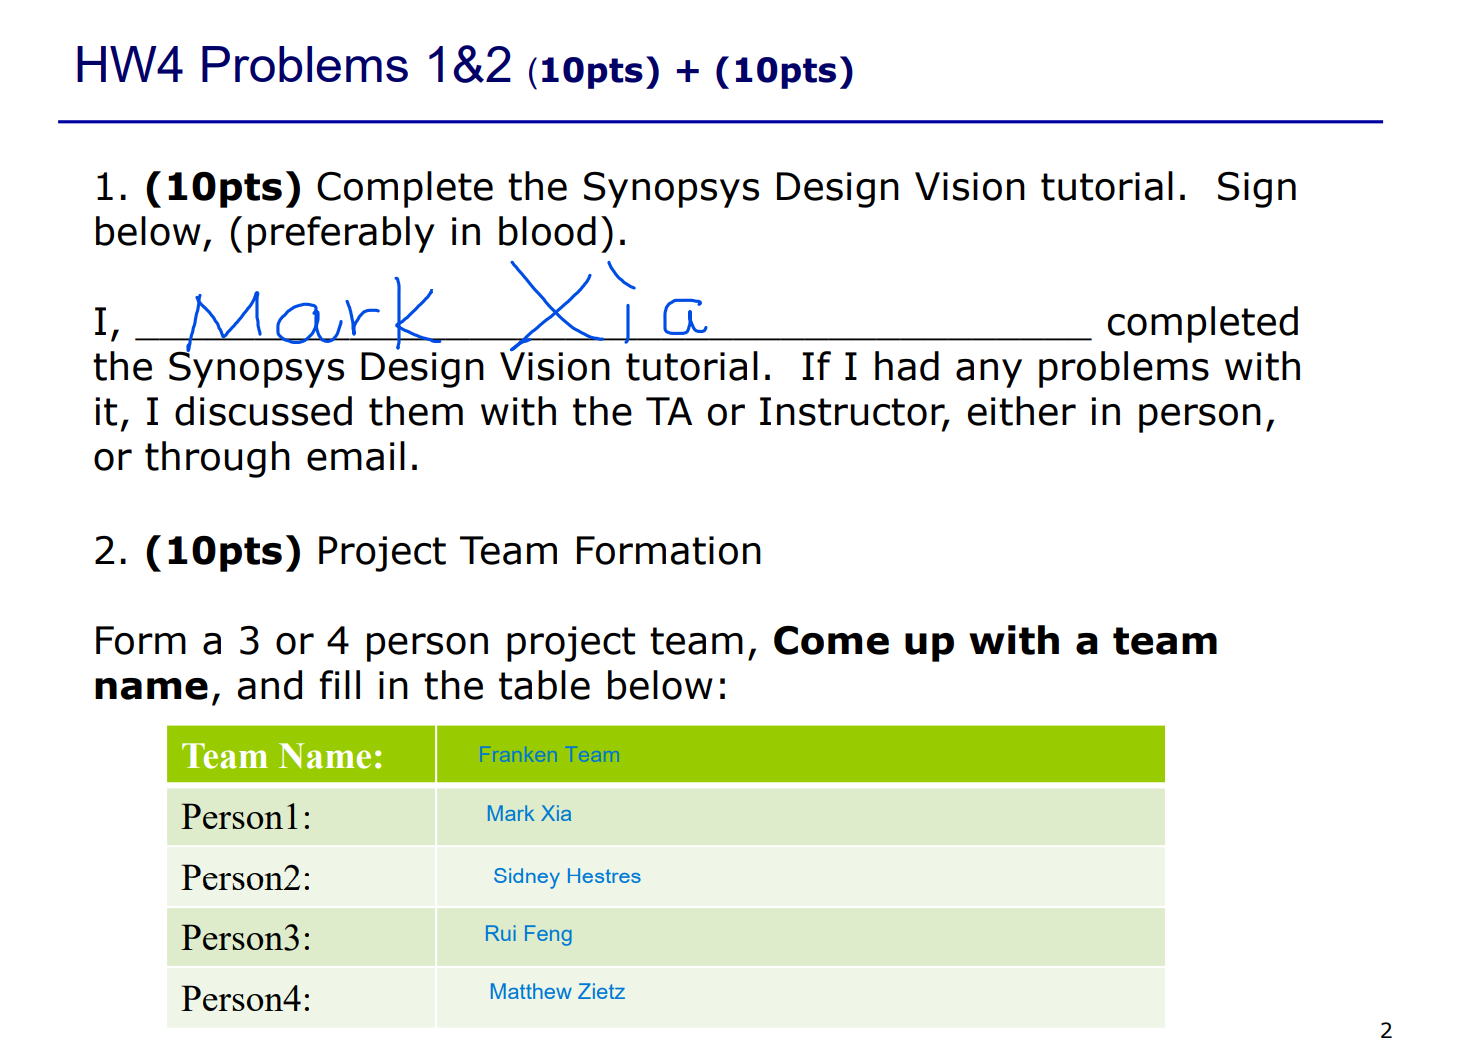 HW4 Problems 1&2 (10pts) + (10pts)
1. (10pts) Complete the Synopsys Design Vision tutorial. Sign
below, (preferably in blood).
I, Mark Xia completed
the Synopsys Design Vision tutorial. If I had any problems with
it, I discussed them with the TA or Instructor, either in person,
or through email.
2. (10pts) Project Team Formation
Form a 3 or 4 person project team, Come up with a team
name, and fill in the table below:
Team Name: Franken Team
Person1: Mark Xia
Person2: Sidney Hestres
Person3: Rui Feng
Person4: Matthew Zietz
2